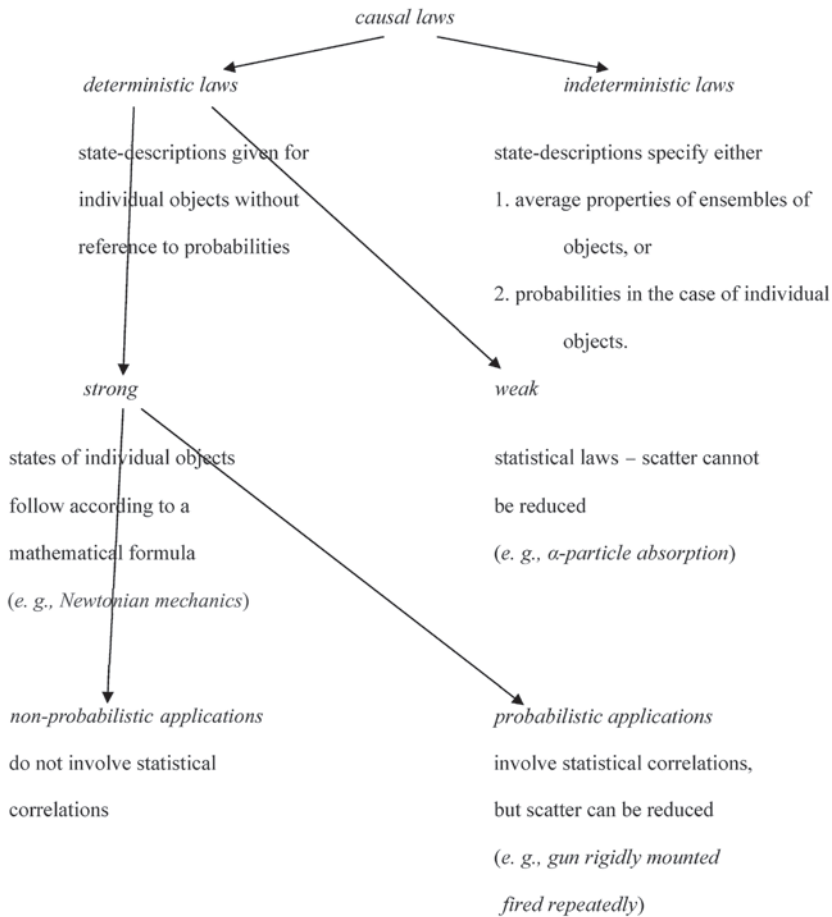 causal laws
deterministic laws
indeterministic laws
state-descriptions given for
individual objects without
reference to probabilities
state-descriptions specify either
1. average properties of ensembles of
objects, or
2. probabilities in the case of individual
objects.
strong
weak
states of individual objects
follow according to a
mathematical formula
(e. g., Newtonian mechanics)
statistical laws – scatter cannot
be reduced
(e. g., α-particle absorption)
non-probabilistic applications
do not involve statistical
correlations
probabilistic applications
involve statistical correlations,
but scatter can be reduced
(e. g., gun rigidly mounted
fired repeatedly)